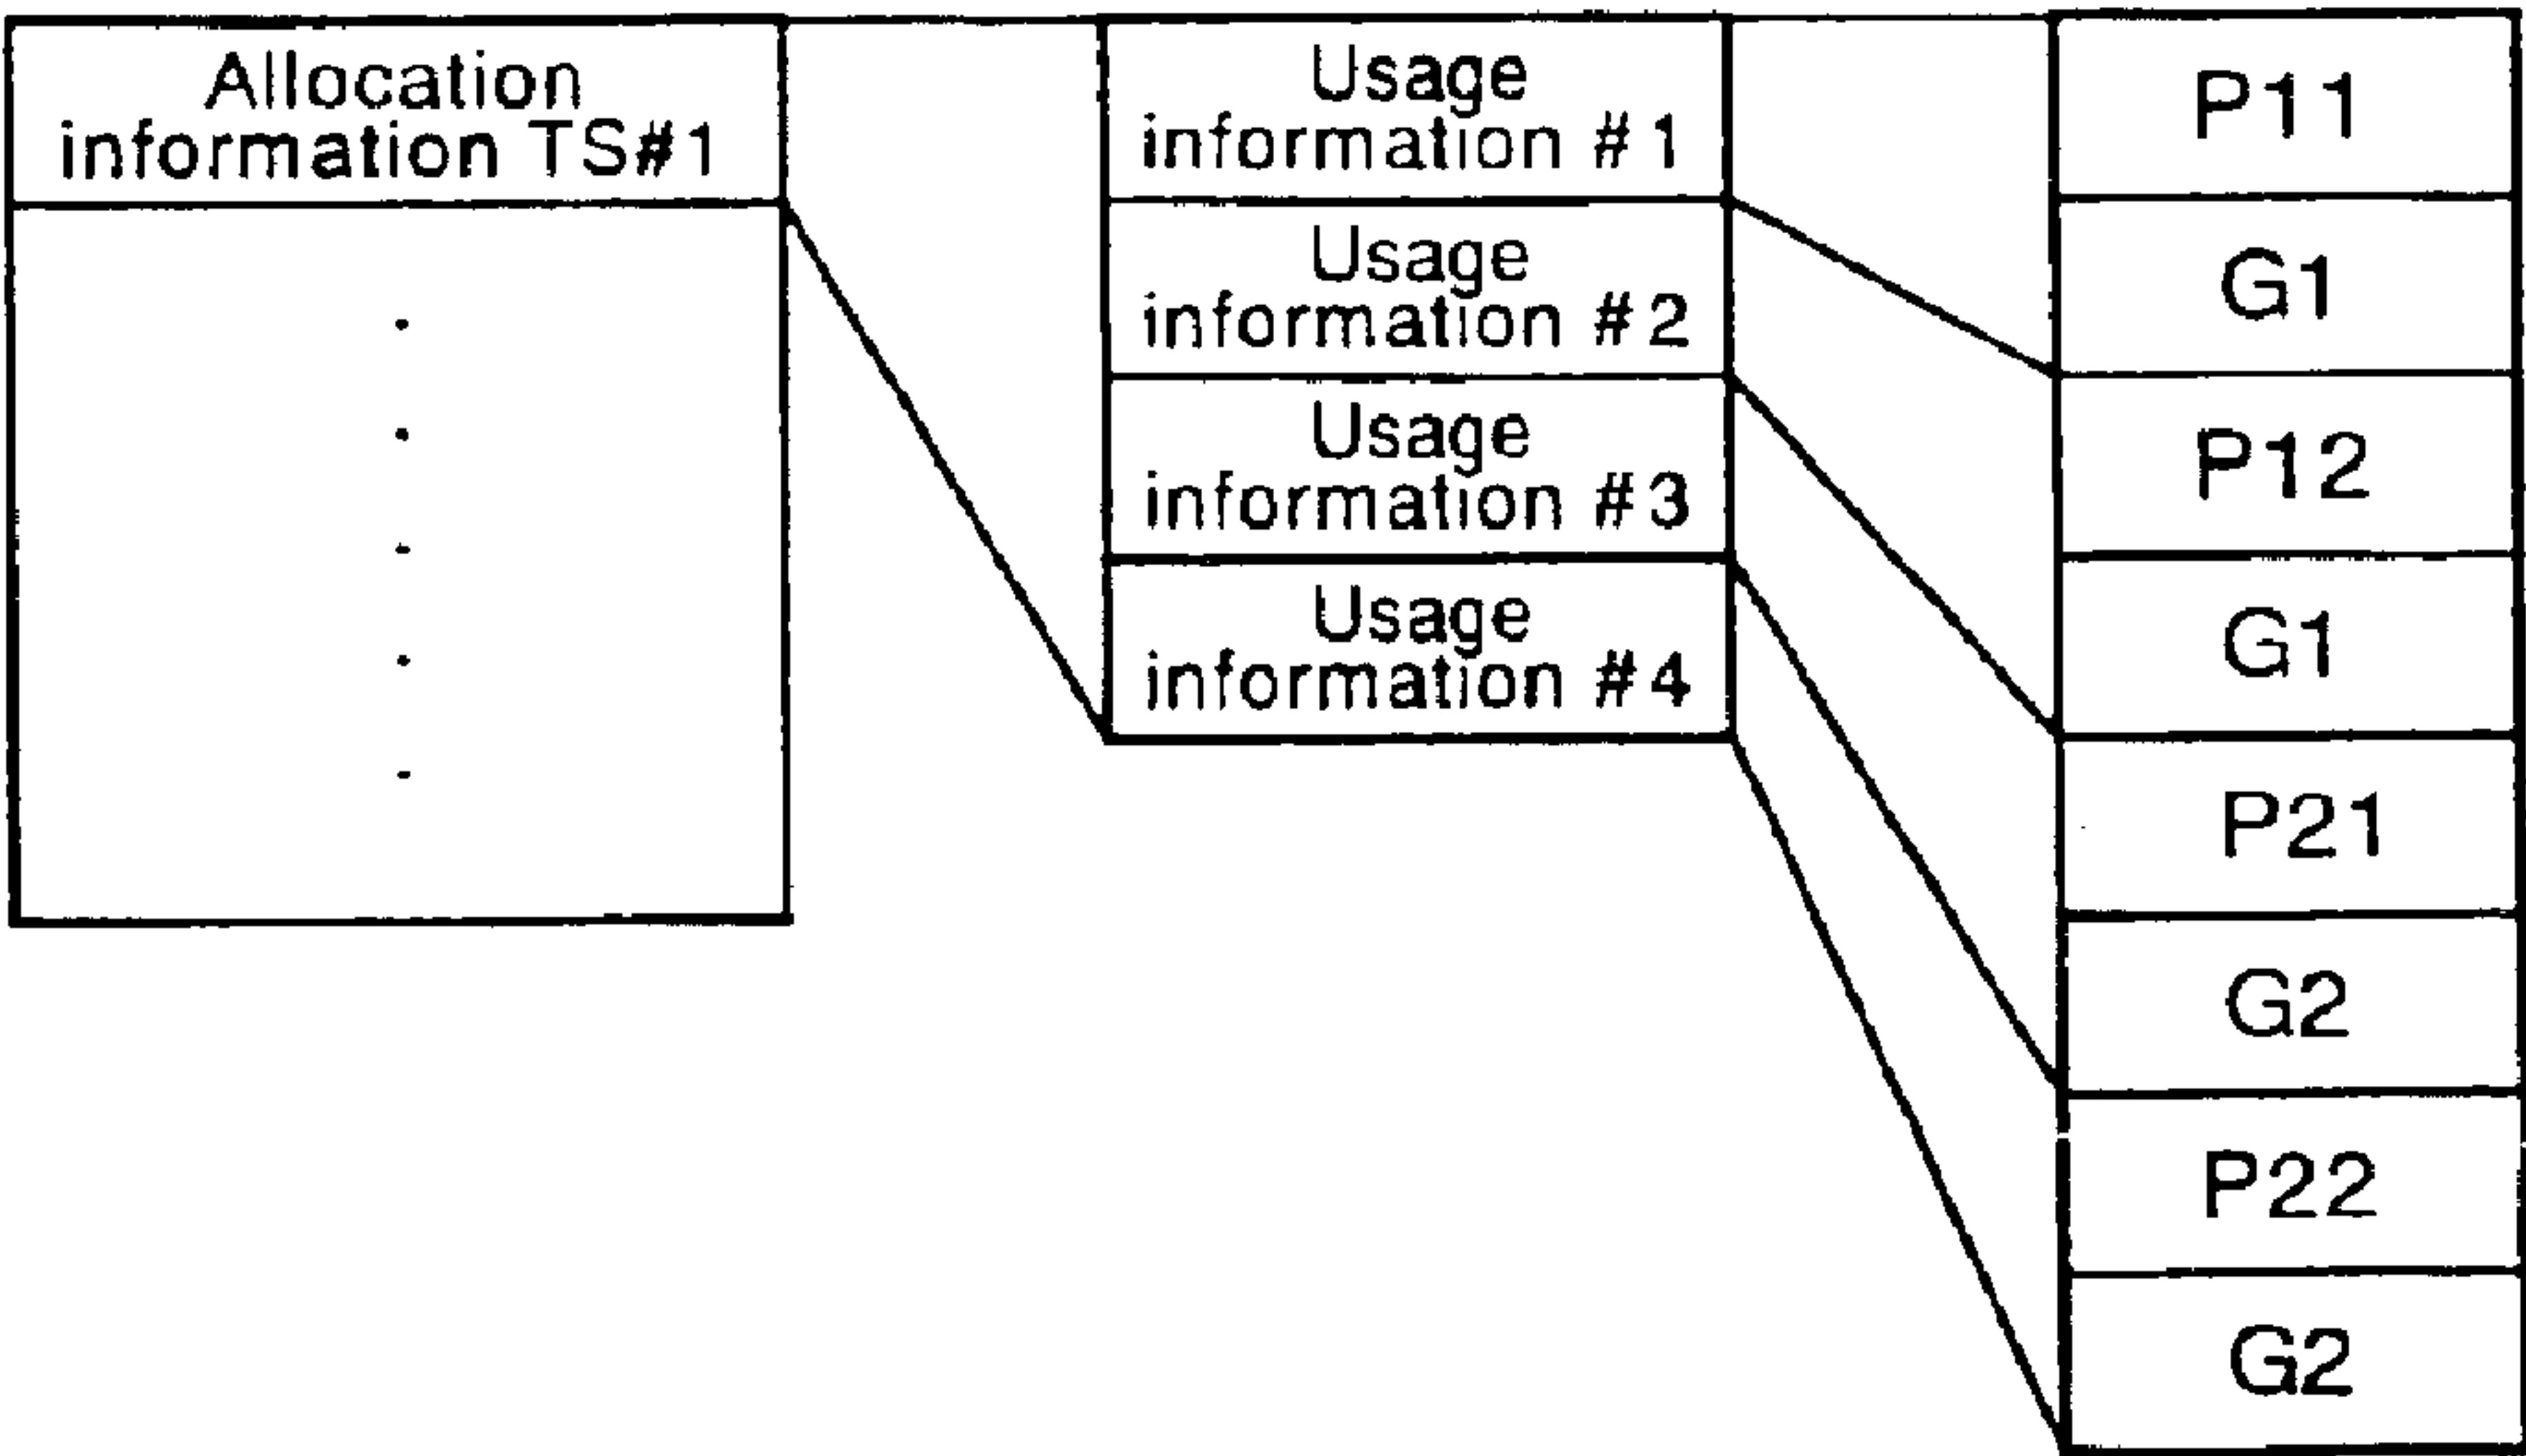 Allocation
information TS#1
Usage
information #1
Usage
information #2
Usage
information #3
Usage
information #4
P11
G1
P12
G1
P21
G2
P22
G2